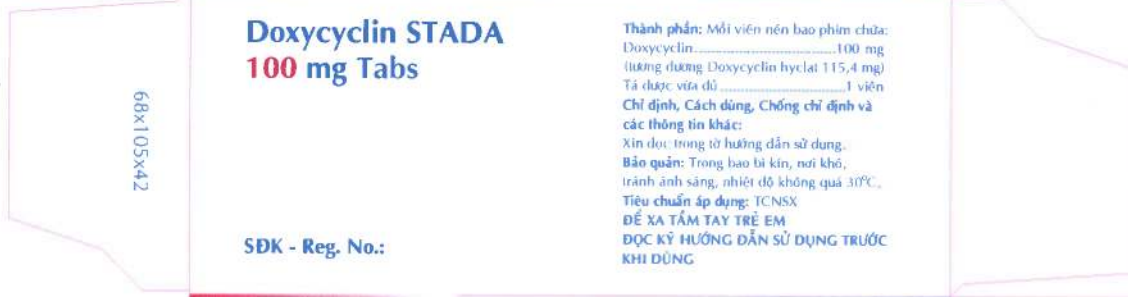 Doxycyclin STADA
100 mg Tabs
68x105x42
SĐK - Reg. No.:
Thành phần: Mỗi viên nén bao phim chứa:
Doxycyclin....................................100 mg
(tương đương Doxycyclin hyclat 115,4 mg)
Tá dược vừa đủ ................................1 viên
Chỉ định, Cách dùng, Chống chỉ định và
các thông tin khác:
Xin đọc trong tờ hướng dẫn sử dụng.
Bảo quản: Trong bao bì kín, nơi khô,
tránh ánh sáng, nhiệt độ không quá 30°C.
Tiêu chuẩn áp dụng: TCNSX
ĐỂ XA TẦM TAY TRẺ EM
ĐỌC KỸ HƯỚNG DẪN SỬ DỤNG TRƯỚC
KHI DÙNG